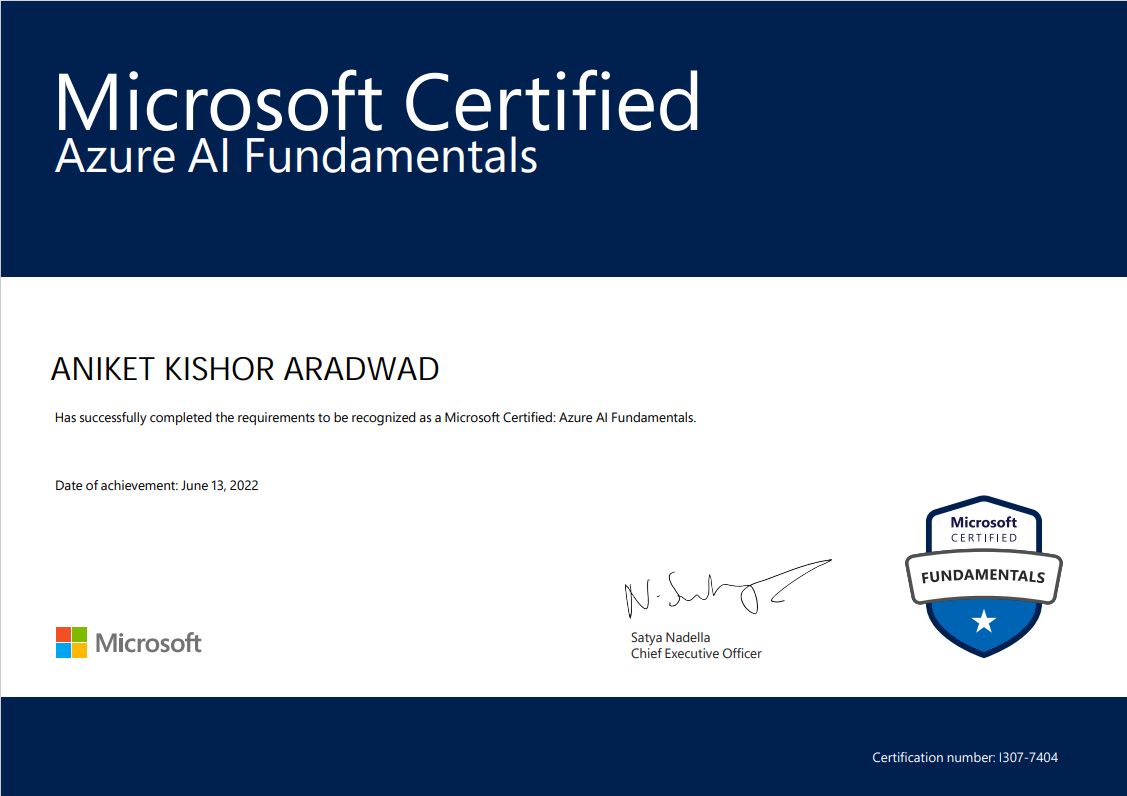 Microsoft Certified
Azure AI Fundamentals
ANIKET KISHOR ARADWAD
Has successfully completed the requirements to be recognized as a Microsoft Certified: Azure AI Fundamentals.
Date of achievement: June 13, 2022
Microsoft
CERTIFIED
FUNDAMENTALS
Microsoft
Satya Nadella
Chief Executive Officer
Certification number: I307-7404